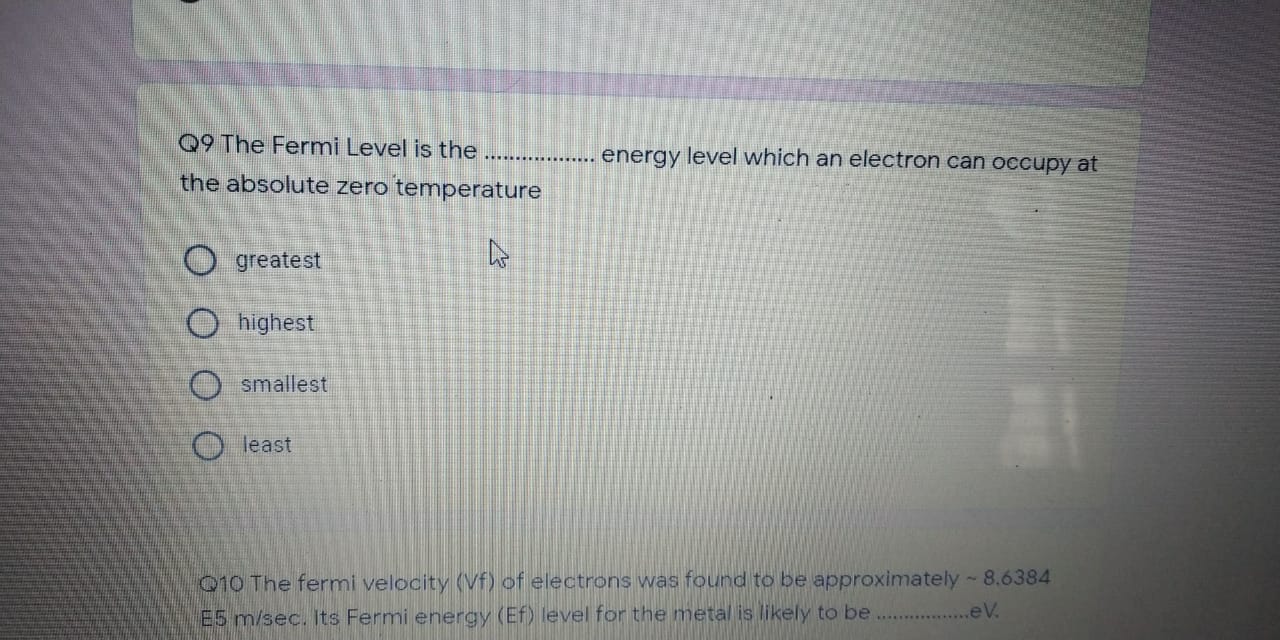 Q9 The Fermi Level is the .................. energy level which an electron can occupy at
the absolute zero temperature
greatest
highest
smallest
least
Q10 The fermi velocity (Vf) of electrons was found to be approximately ~ 8.6384
E5 m/sec. Its Fermi energy (Ef) level for the metal is likely to be .................eV.